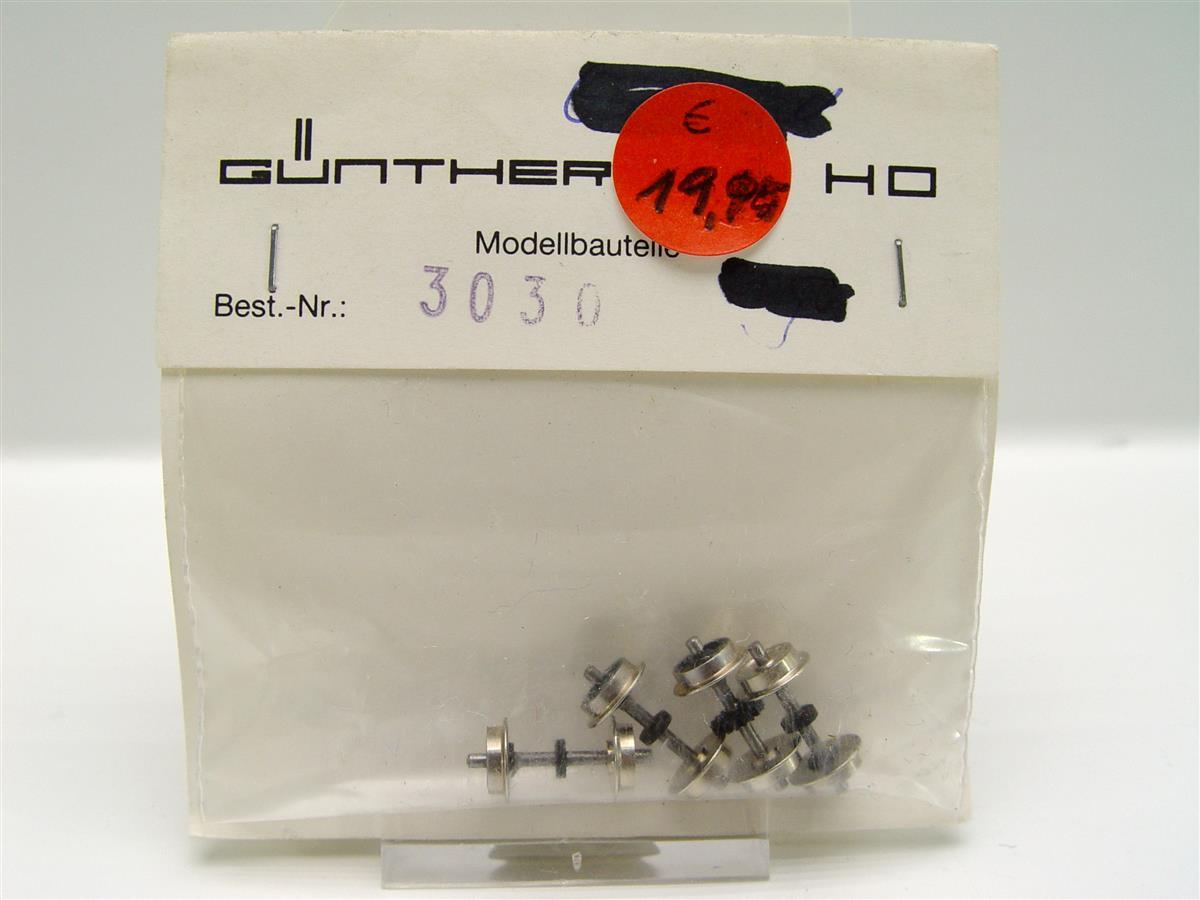 €
19,95
GÜNTHER HO
Modellbauteile
Best.-Nr.: 3030